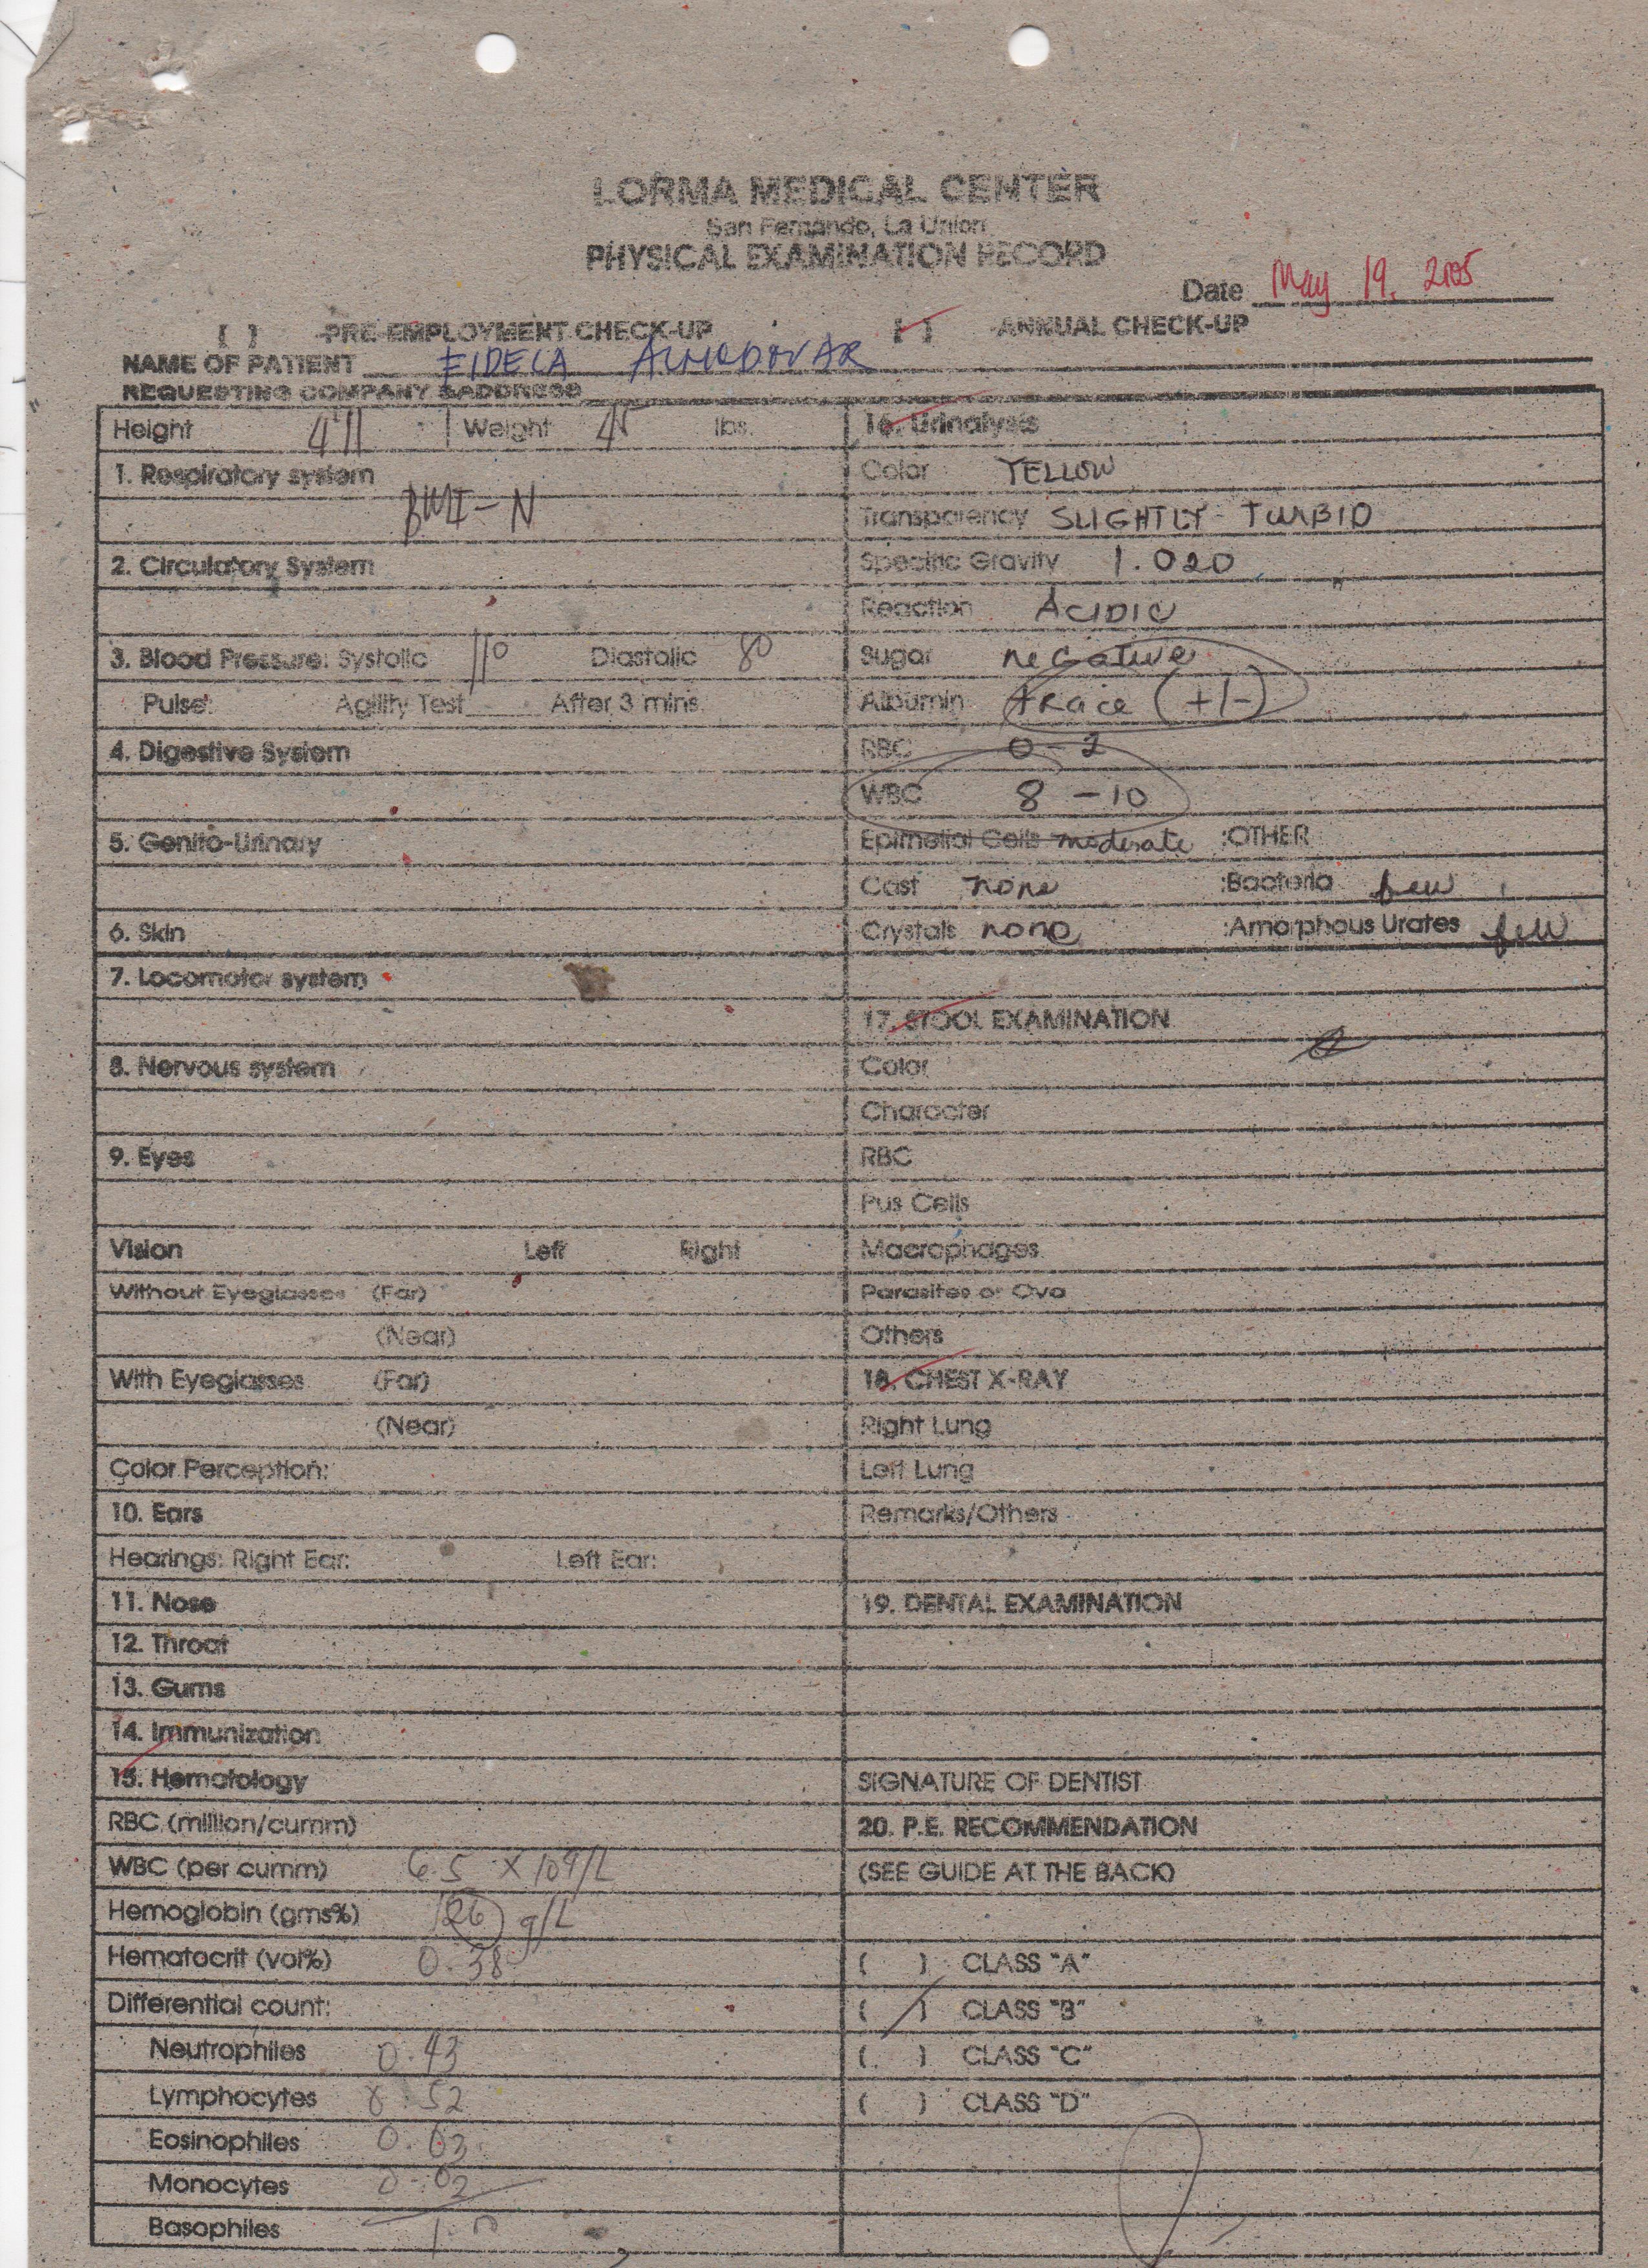 LORMA MEDICAL CENTER
San Fernando, La Union
PHYSICAL EXAMINATION RECORD
Date May 19, 2005
[ ] PRE-EMPLOYMENT CHECK-UP [ ] ANNUAL CHECK-UP
NAME OF PATIENT FIDELA ALMODOVAR
REQUESTING COMPANY &ADDRESS
Height 4'11 Weight 45 lbs.
1. Respiratory system
BMI - N
2. Circulatory System
3. Blood Pressure: Systolic 110 Diastolic 80
Pulse: Agility Test After 3 mins.
4. Digestive System
5. Genito-Urinary
6. Skin
7. Locomotor system
8. Nervous system
9. Eyes
Vision Left Right
Without Eyeglasses (Far)
(Near)
With Eyeglasses (Far)
(Near)
Color Perception:
10. Ears
Hearings: Right Ear: Left Ear:
11. Nose
12. Throat
13. Gums
14. Immunization
15. Hematology
RBC (million/cumm)
WBC (per cumm) 6.5 x 10 9/L
Hemoglobin (gms%) 126 g/L
Hematocrit (vol%) 0.38
Differential count:
Neutrophiles 0.43
Lymphocytes 0.52
Eosinophiles 0.03
Monocytes 0.02
Basophiles 1.0
16. Urinalysis
Color YELLOW
Transparency SLIGHTLY TURBID
Specific Gravity 1.020
Reaction ACIDIC
Sugar negative
Albumin trace (+/-)
RBC 0-2
WBC 8-10
Epithelial Cells moderate :OTHER
Cast none :Bacteria few
Crystals none :Amorphous Urates few
17. STOOL EXAMINATION
Color
Character
RBC
Pus Cells
Macrophages
Parasites or Ova
Others
18. CHEST X-RAY
Right Lung
Left Lung
Remarks/Others
19. DENTAL EXAMINATION
SIGNATURE OF DENTIST
20. P.E. RECOMMENDATION
(SEE GUIDE AT THE BACK)
( ) CLASS "A"
( / ) CLASS "B"
( ) CLASS "C"
( ) CLASS "D"